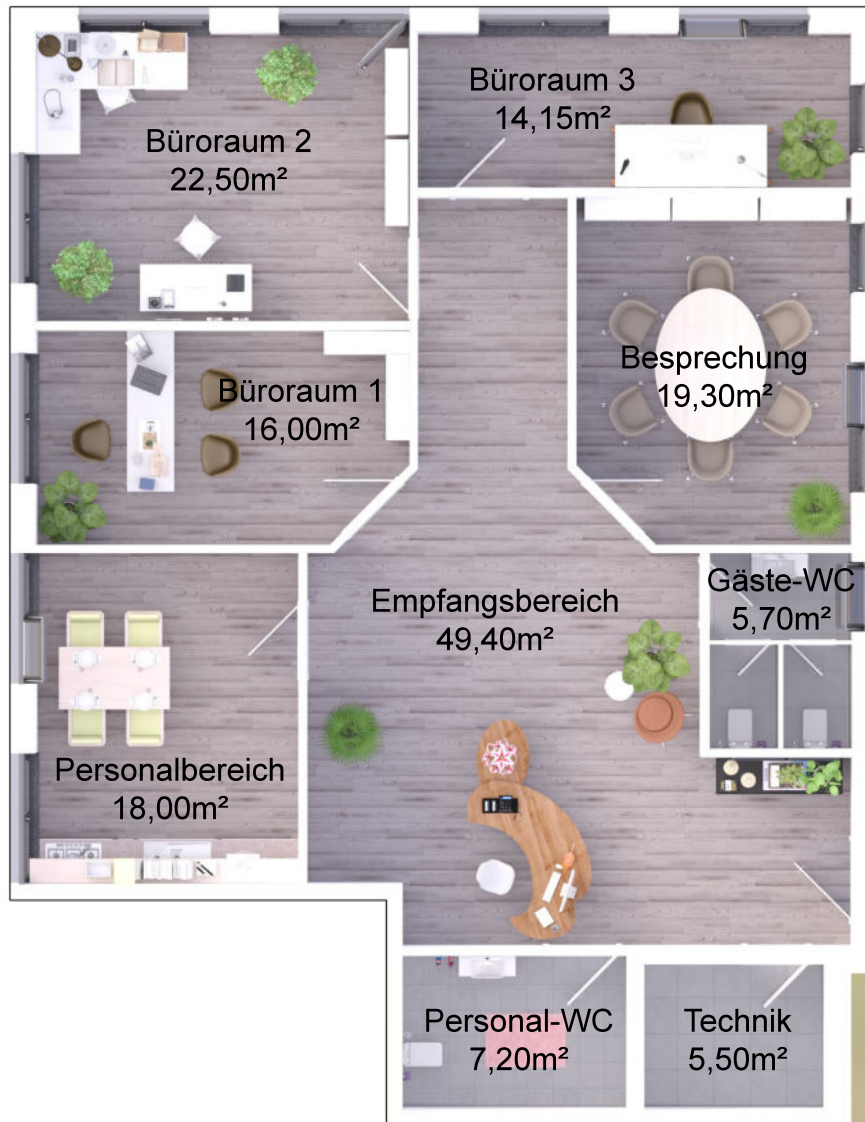 Büroraum 2
22,50m²
Büroraum 3
14,15m²
Büroraum 1
16,00m²
Besprechung
19,30m²
Empfangsbereich
49,40m²
Gäste-WC
5,70m²
Personalbereich
18,00m²
Personal-WC
7,20m²
Technik
5,50m²